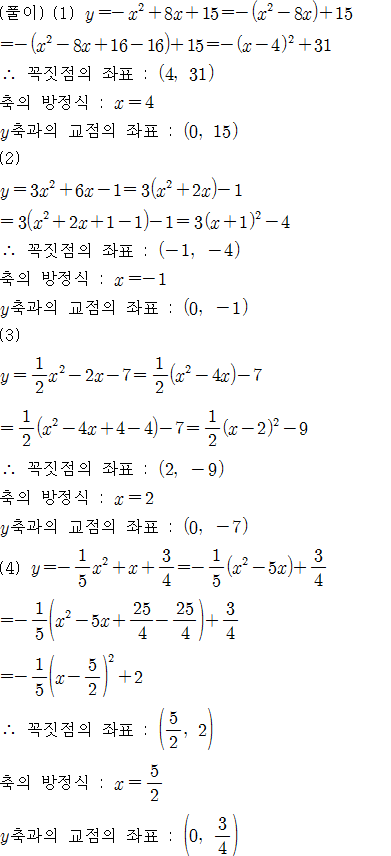 (풀이) (1) y=-x²+8x+15=-(x²-8x)+15
=-(x²-8x+16-16)+15=-(x-4)²+31
∴ 꼭짓점의 좌표 : (4, 31)
축의 방정식 : x=4
y축과의 교점의 좌표 : (0, 15)
(2)
y=3x²+6x-1=3(x²+2x)-1
=3(x²+2x+1-1)-1=3(x+1)²-4
∴ 꼭짓점의 좌표 : (-1, -4)
축의 방정식 : x=-1
y축과의 교점의 좌표 : (0, -1)
(3)
y=1/2x²-2x-7=1/2(x²-4x)-7
=1/2(x²-4x+4-4)-7=1/2(x-2)²-9
∴ 꼭짓점의 좌표 : (2, -9)
축의 방정식 : x=2
y축과의 교점의 좌표 : (0, -7)
(4) y=-1/5x²+x+3/4=-1/5(x²-5x)+3/4
=-1/5(x²-5x+25/4-25/4)+3/4
=-1/5(x-5/2)²+2
∴ 꼭짓점의 좌표 : (5/2, 2)
축의 방정식 : x=5/2
y축과의 교점의 좌표 : (0, 3/4)